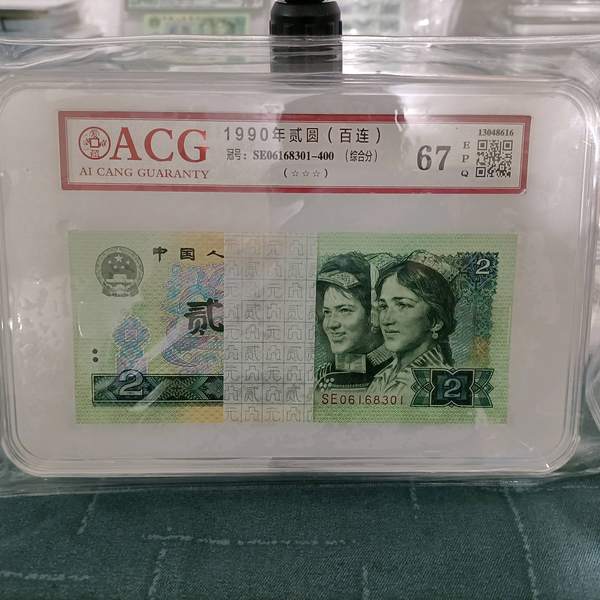 ACG
AI CANG GUARANTY
1990年贰圆（百连）
冠号：SE06168301-400 （综合分）
（☆☆☆）
67
EPQ
13048616
中国人
贰
2
2
2
SE06168301